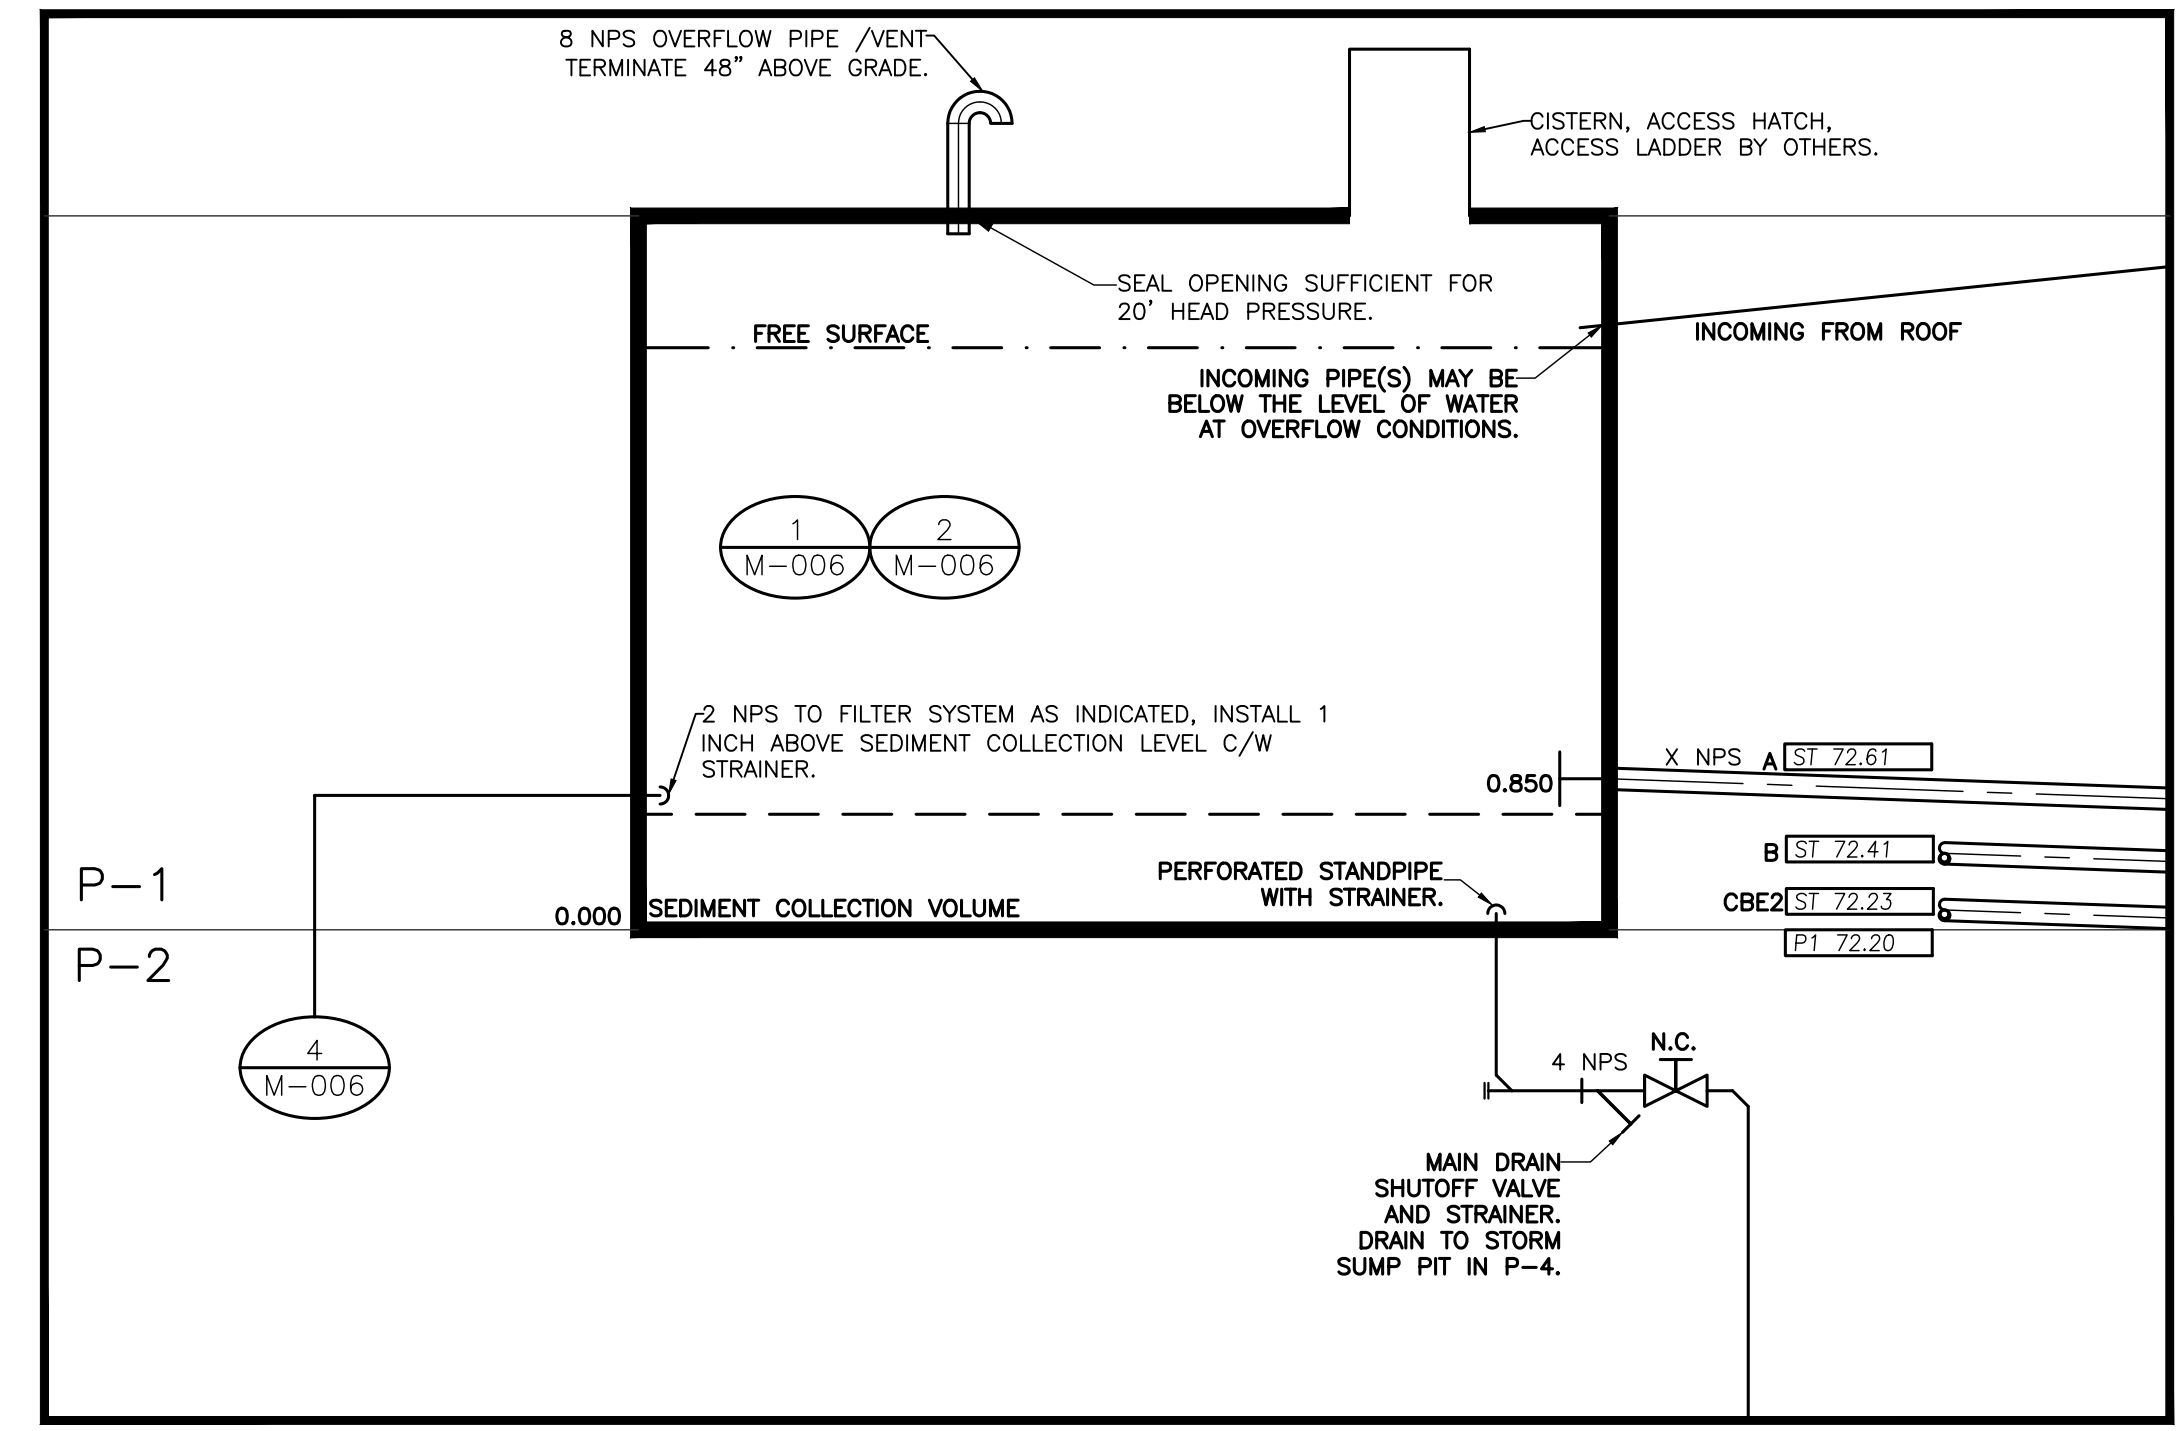 8 NPS OVERFLOW PIPE /VENT
TERMINATE 48" ABOVE GRADE.
CISTERN, ACCESS HATCH,
ACCESS LADDER BY OTHERS.
SEAL OPENING SUFFICIENT FOR
20' HEAD PRESSURE.
FREE SURFACE
INCOMING FROM ROOF
INCOMING PIPE(S) MAY BE
BELOW THE LEVEL OF WATER
AT OVERFLOW CONDITIONS.
1
M-006
2
M-006
2 NPS TO FILTER SYSTEM AS INDICATED, INSTALL 1
INCH ABOVE SEDIMENT COLLECTION LEVEL C/W
STRAINER.
0.850
X NPS A ST 72.61
B ST 72.41
CBE2 ST 72.23
P1 72.20
PERFORATED STANDPIPE
WITH STRAINER.
P-1
0.000
SEDIMENT COLLECTION VOLUME
P-2
4
M-006
N.C.
4 NPS
MAIN DRAIN
SHUTOFF VALVE
AND STRAINER.
DRAIN TO STORM
SUMP PIT IN P-4.